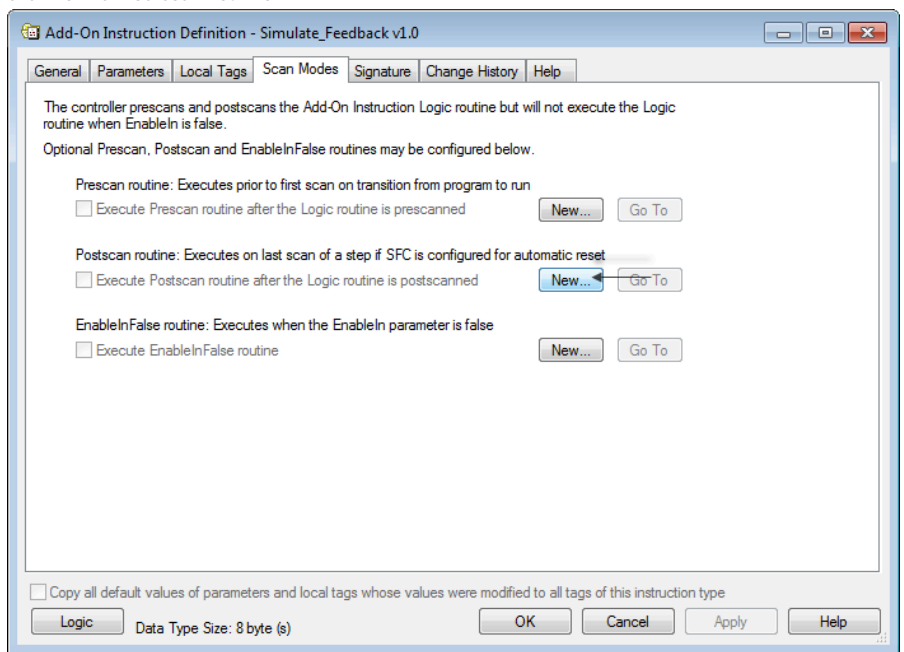 Add-On Instruction Definition - Simulate_Feedback v1.0
General Parameters Local Tags Scan Modes Signature Change History Help
The controller prescans and postscans the Add-On Instruction Logic routine but will not execute the Logic
routine when EnableIn is false.
Optional Prescan, Postscan and EnableInFalse routines may be configured below.
Prescan routine: Executes prior to first scan on transition from program to run
Execute Prescan routine after the Logic routine is prescanned New... Go To
Postscan routine: Executes on last scan of a step if SFC is configured for automatic reset
Execute Postscan routine after the Logic routine is postscanned New... Go To
EnableInFalse routine: Executes when the EnableIn parameter is false
Execute EnableInFalse routine New... Go To
Copy all default values of parameters and local tags whose values were modified to all tags of this instruction type
Logic Data Type Size: 8 byte (s) OK Cancel Apply Help